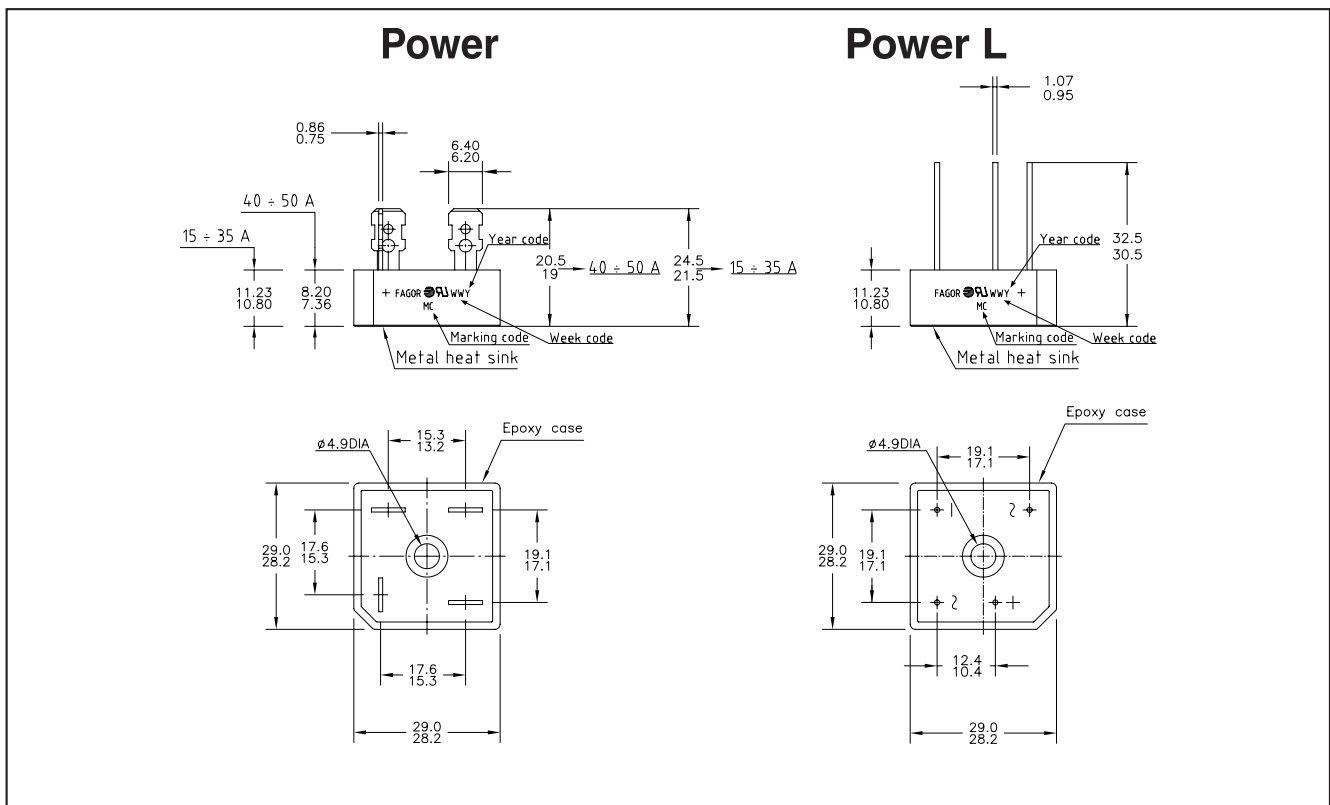 Power
Power L
0.86
0.75
6.40
6.20
40 ÷ 50 A
15 ÷ 35 A
11.23
10.80
8.20
7.36
Year code
+ FAGOR WWY
MC
Marking code
Week code
Metal heat sink
20.5
19
40 ÷ 50 A
24.5
21.5
15 ÷ 35 A
1.07
0.95
11.23
10.80
Year code
FAGOR WWY +
MC
Marking code
Week code
Metal heat sink
32.5
30.5
ø4.9DIA
15.3
13.2
Epoxy case
29.0
28.2
17.6
15.3
19.1
17.1
17.6
15.3
29.0
28.2
ø4.9DIA
19.1
17.1
Epoxy case
29.0
28.2
19.1
17.1
12.4
10.4
29.0
28.2